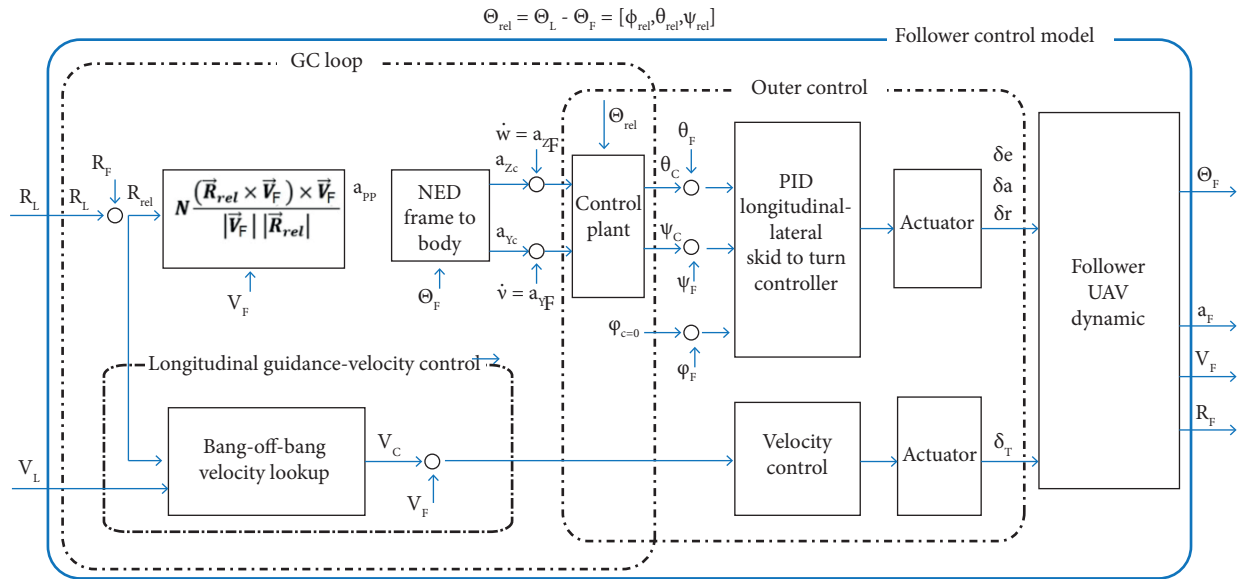 Θrel = ΘL - ΘF = [ϕrel,θrel,ψrel]
Follower control model
GC loop
Outer control
RL
RL
RF
Rrel
N (R⃗rel × V⃗F) × V⃗F
|V⃗F| |R⃗rel|
VF
aPP
NED
frame to
body
ΘF
aZc
ẇ = aZF
aYc
v̇ = aYF
Θrel
Control
plant
θC
θF
ψC
ψF
φc=0
φF
PID
longitudinal-
lateral
skid to turn
controller
Actuator
δe
δa
δr
Follower
UAV
dynamic
ΘF
aF
VF
RF
Longitudinal guidance-velocity control
VL
Bang-off-bang
velocity lookup
VC
VF
Velocity
control
Actuator
δT